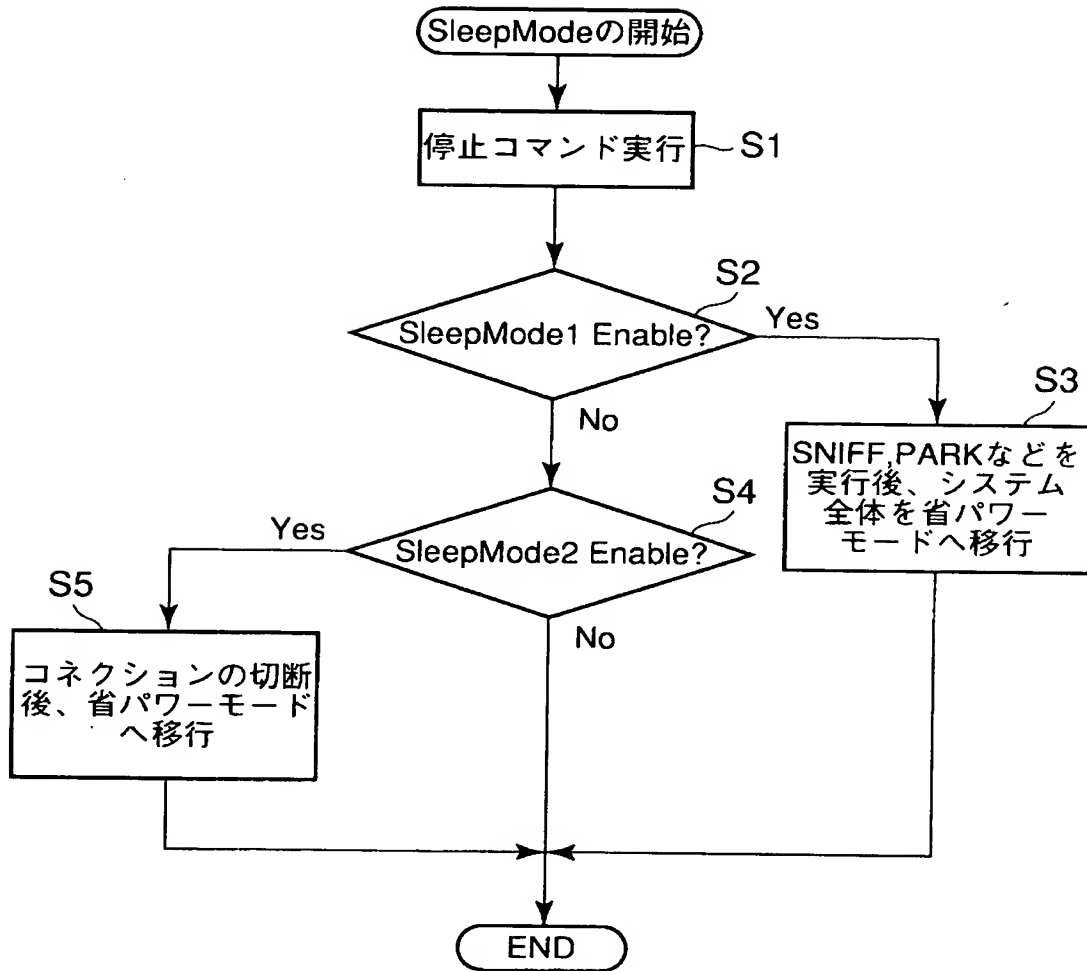 SleepModeの開始
停止コマンド実行
S1
S2
SleepMode1 Enable?
Yes
No
S3
SNIFF,PARKなどを
実行後、システム
全体を省パワー
モードへ移行
S4
SleepMode2 Enable?
Yes
No
S5
コネクションの切断
後、省パワーモード
へ移行
END